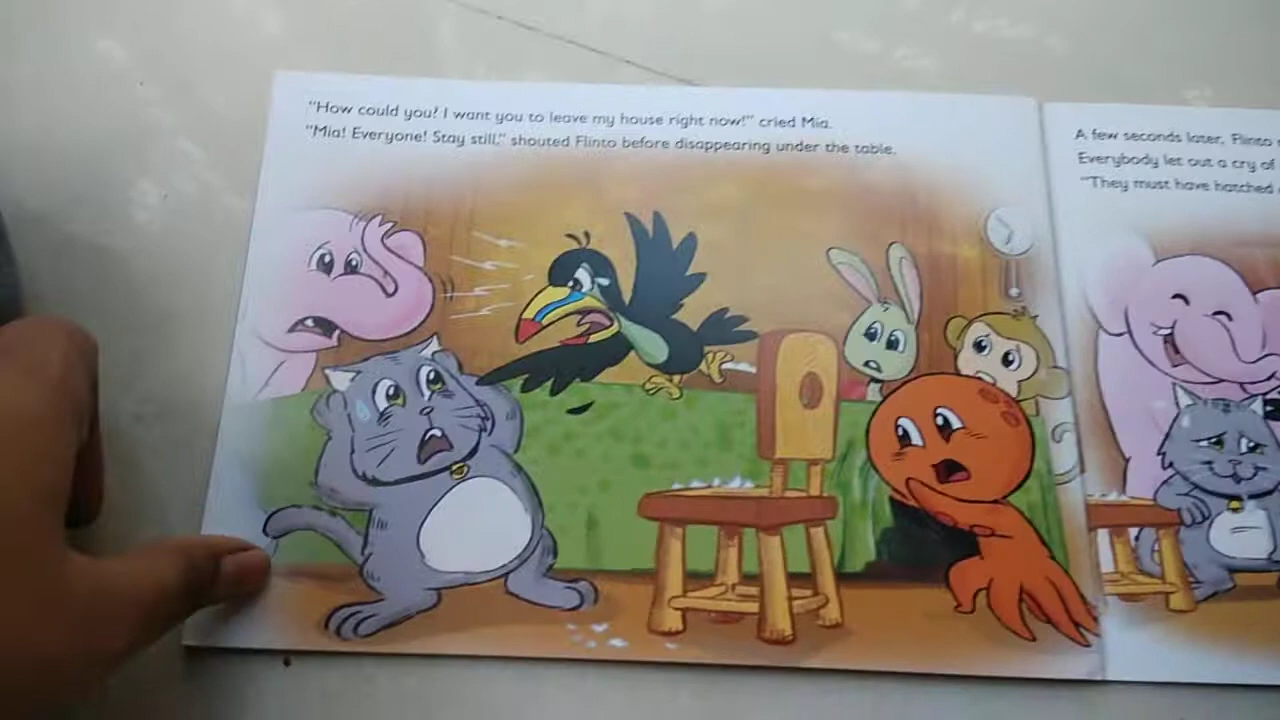 "How could you? I want you to leave my house right now!" cried Mia.
"Mia! Everyone! Stay still," shouted Flinto before disappearing under the table.
A few seconds later, Flinto
Everybody let out a cry of
"They must have hatched